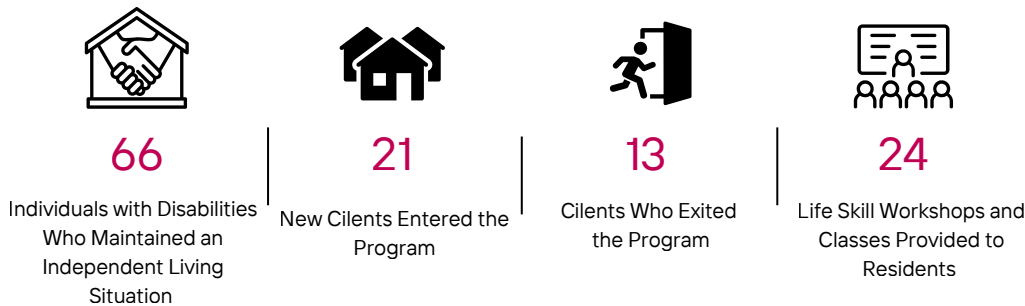 66
Individuals with Disabilities
Who Maintained an
Independent Living
Situation
21
New Cilents Entered the
Program
13
Cilents Who Exited
the Program
24
Life Skill Workshops and
Classes Provided to
Residents